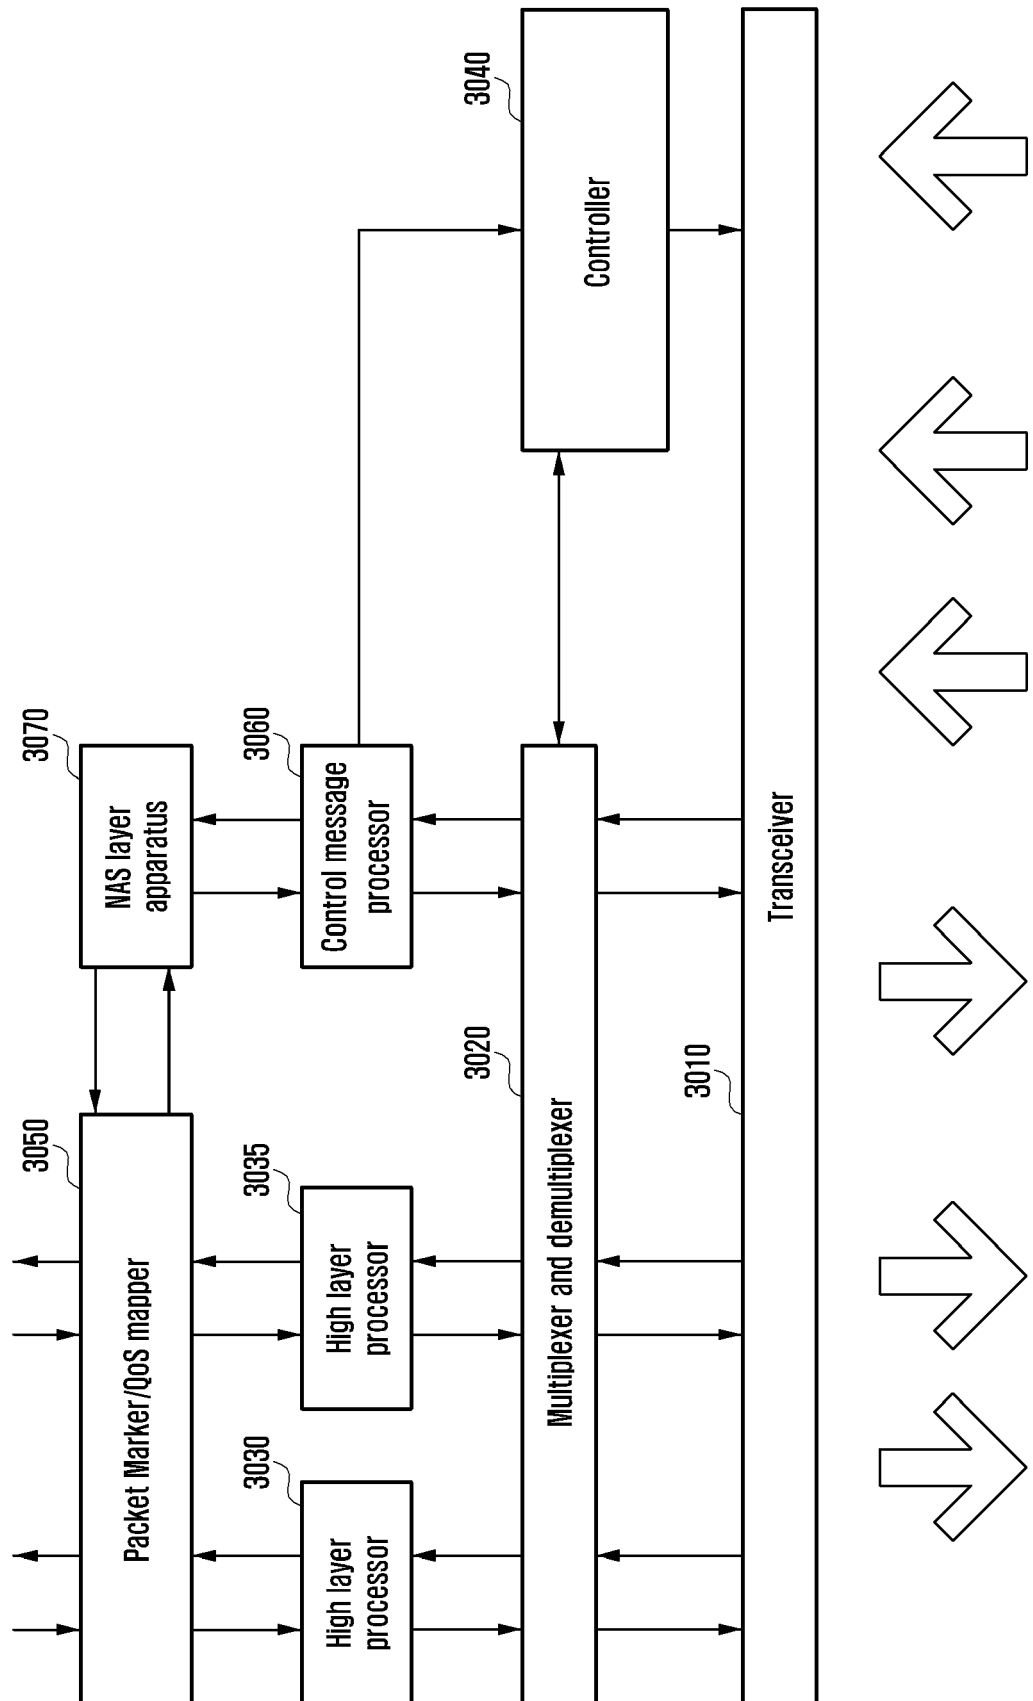 3050
Packet Marker/QoS mapper
3070
NAS layer
apparatus
3030
High layer
processor
3035
High layer
processor
3060
Control message
processor
3020
Multiplexer and demultiplexer
3040
Controller
3010
Transceiver